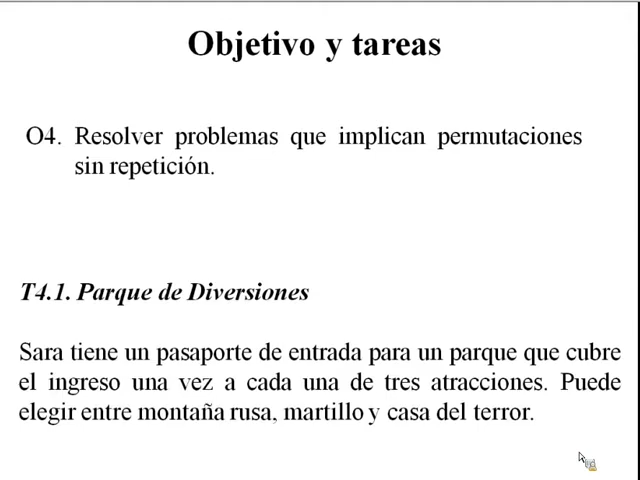 Objetivo y tareas
O4. Resolver problemas que implican permutaciones
sin repetición.
T4.1. Parque de Diversiones
Sara tiene un pasaporte de entrada para un parque que cubre
el ingreso una vez a cada una de tres atracciones. Puede
elegir entre montaña rusa, martillo y casa del terror.